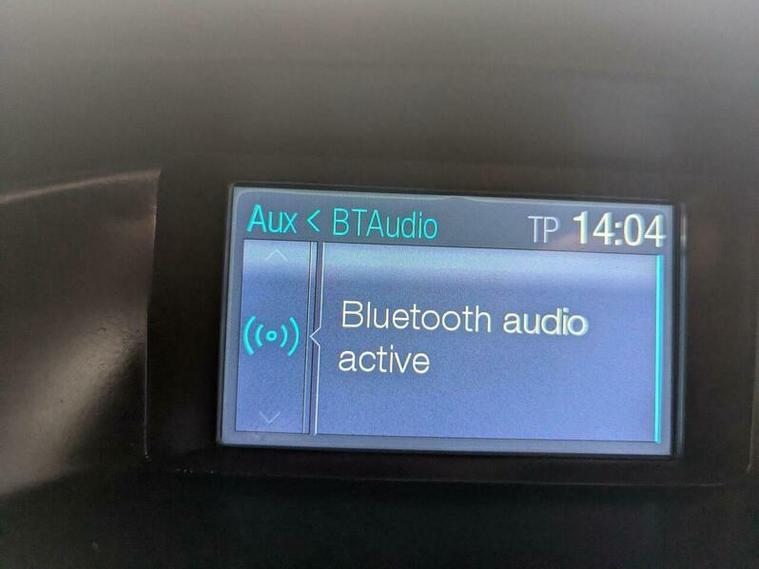 Aux < BTAudio TP 14:04
Bluetooth audio
active